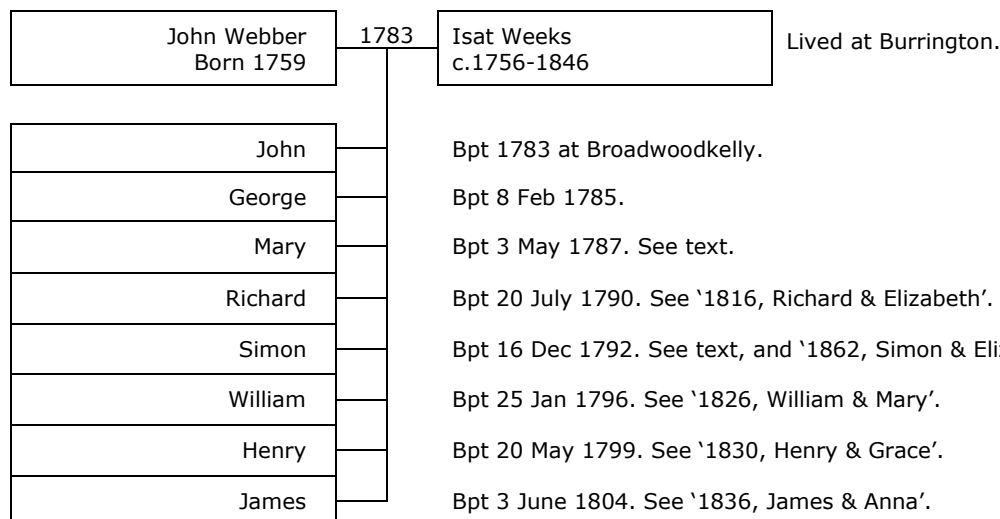 John Webber
Born 1759
1783
Isat Weeks
c.1756-1846
Lived at Burrington.
John
Bpt 1783 at Broadwoodkelly.
George
Bpt 8 Feb 1785.
Mary
Bpt 3 May 1787. See text.
Richard
Bpt 20 July 1790. See ‘1816, Richard & Elizabeth’.
Simon
Bpt 16 Dec 1792. See text, and ‘1862, Simon &
William
Bpt 25 Jan 1796. See ‘1826, William & Mary’.
Henry
Bpt 20 May 1799. See ‘1830, Henry & Grace’.
James
Bpt 3 June 1804. See ‘1836, James & Anna’.